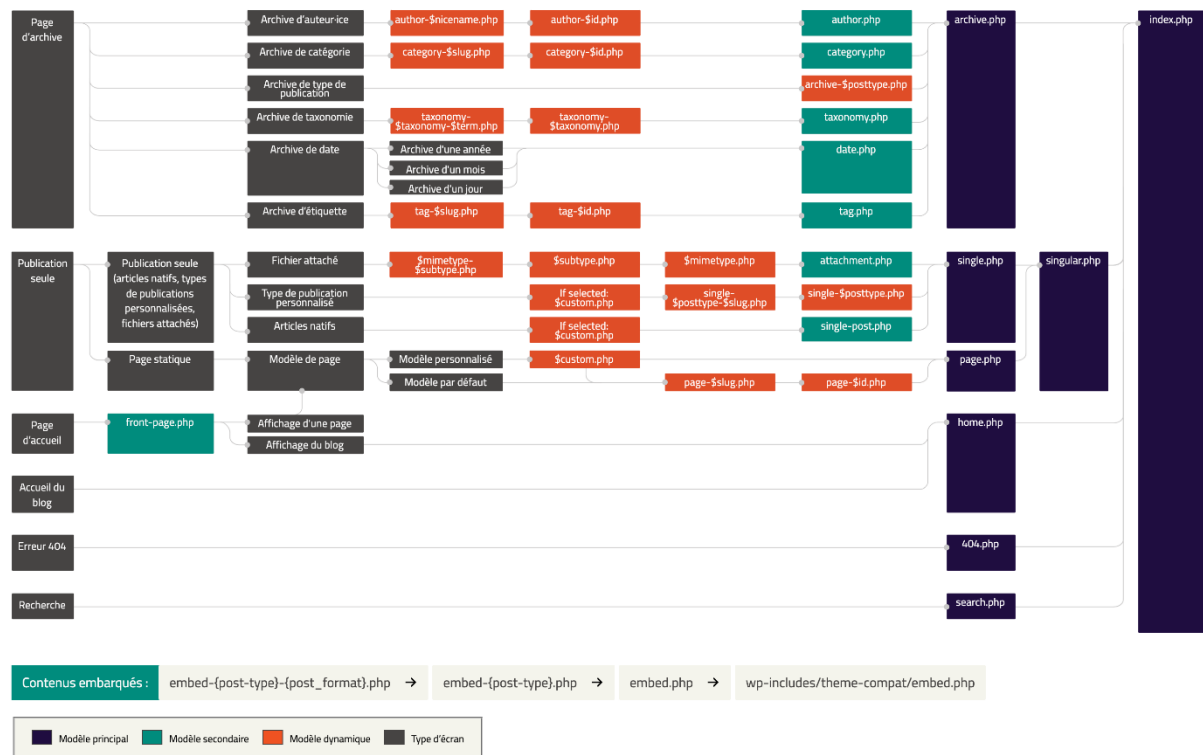 Page
d'archive
Archive d'auteur·ice
author-$nicename.php
author-$id.php
author.php
archive.php
index.php
Archive de catégorie
category-$slug.php
category-$id.php
category.php
Archive de type de
publication
archive-$posttype.php
Archive de taxonomie
taxonomy-
$taxonomy-$term.php
taxonomy-
$taxonomy.php
taxonomy.php
Archive de date
Archive d'une année
Archive d'un mois
Archive d'un jour
date.php
Archive d'étiquette
tag-$slug.php
tag-$id.php
tag.php
Publication
seule
Publication seule
(articles natifs, types
de publications
personnalisées,
fichiers attachés)
Fichier attaché
$mimetype-
$subtype.php
$subtype.php
$mimetype.php
attachment.php
single.php
singular.php
Type de publication
personnalisé
If selected:
$custom.php
single-
$posttype-$slug.php
single-$posttype.php
Articles natifs
If selected:
$custom.php
single-post.php
Page statique
Modèle de page
Modèle personnalisé
$custom.php
page.php
Modèle par défaut
page-$slug.php
page-$id.php
Page
d'accueil
front-page.php
Affichage d'une page
Affichage du blog
home.php
Accueil du
blog
Erreur 404
404.php
Recherche
search.php
Contenus embarqués :
embed-{post-type}-{post_format}.php →
embed-{post-type}.php →
embed.php →
wp-includes/theme-compat/embed.php
Modèle principal
Modèle secondaire
Modèle dynamique
Type d'écran